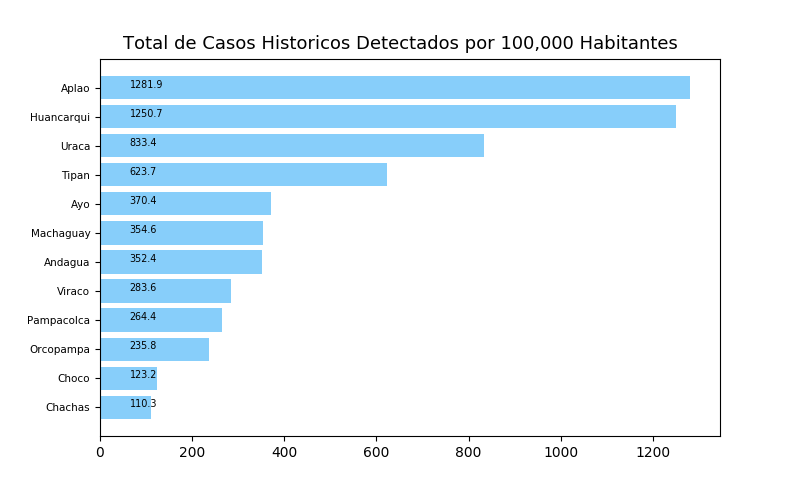 Total de Casos Historicos Detectados por 100,000 Habitantes
Aplao 1281.9
Huancarqui 1250.7
Uraca 833.4
Tipan 623.7
Ayo 370.4
Machaguay 354.6
Andagua 352.4
Viraco 283.6
Pampacolca 264.4
Orcopampa 235.8
Choco 123.2
Chachas 110.3
0 200 400 600 800 1000 1200